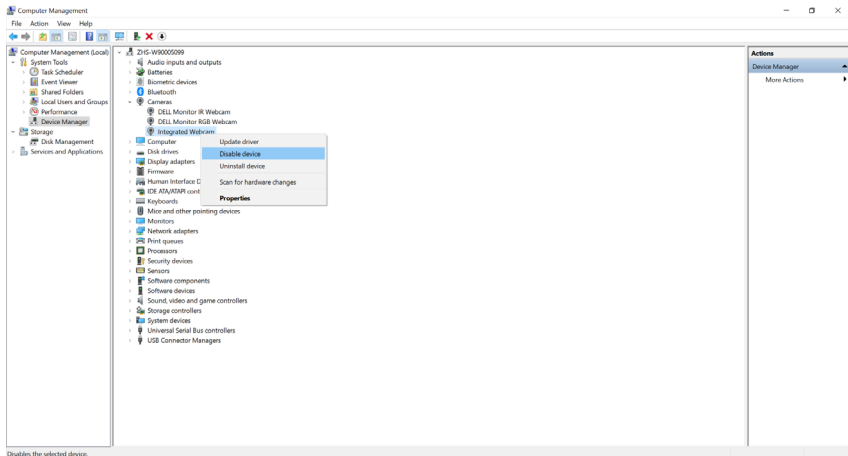 Computer Management
File Action View Help
Computer Management (Local)
System Tools
Task Scheduler
Event Viewer
Shared Folders
Local Users and Groups
Performance
Device Manager
Storage
Disk Management
Services and Applications
ZHS-W90005099
Audio inputs and outputs
Batteries
Biometric devices
Bluetooth
Cameras
DELL Monitor IR Webcam
DELL Monitor RGB Webcam
Integrated Webcam
Computer
Disk drives
Display adapters
Firmware
Human Interface D
IDE ATA/ATAPI cont
Keyboards
Mice and other pointing devices
Monitors
Network adapters
Print queues
Processors
Security devices
Sensors
Software components
Software devices
Sound, video and game controllers
Storage controllers
System devices
Universal Serial Bus controllers
USB Connector Managers
Update driver
Disable device
Uninstall device
Scan for hardware changes
Properties
Actions
Device Manager
More Actions
Disables the selected device.